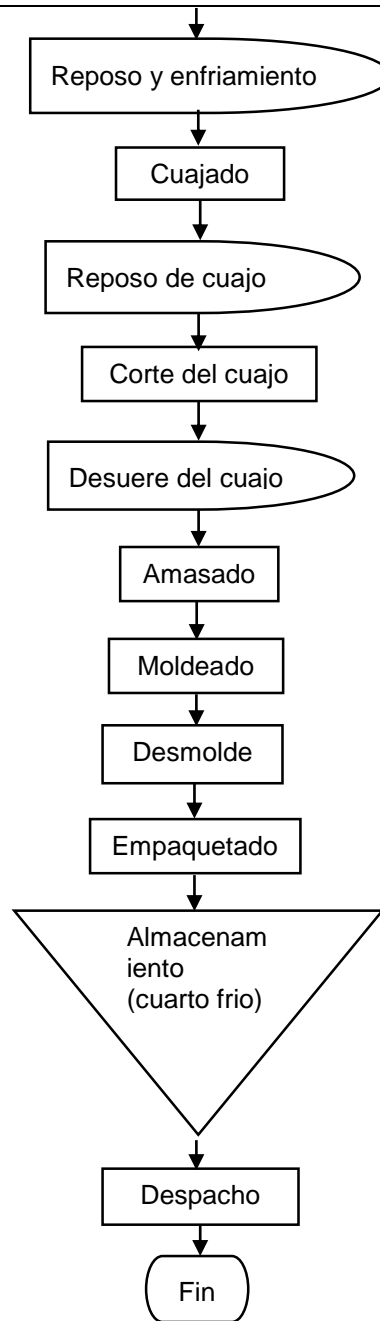 Reposo y enfriamiento
Cuajado
Reposo de cuajo
Corte del cuajo
Desuere del cuajo
Amasado
Moldeado
Desmolde
Empaquetado
Almacenam
iento
(cuarto frio)
Despacho
Fin